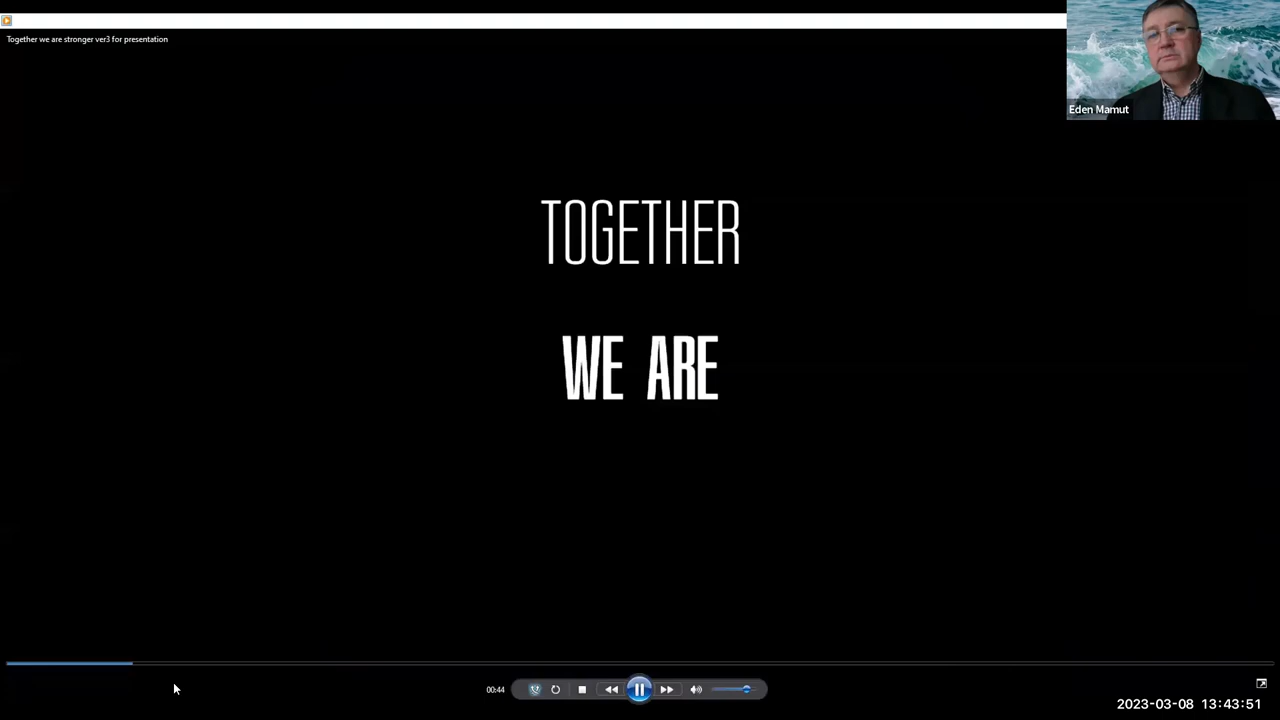 Together we are stronger ver3 for presentation
Eden Mamut
TOGETHER
WE ARE
00:44
2023-03-08 13:43:51